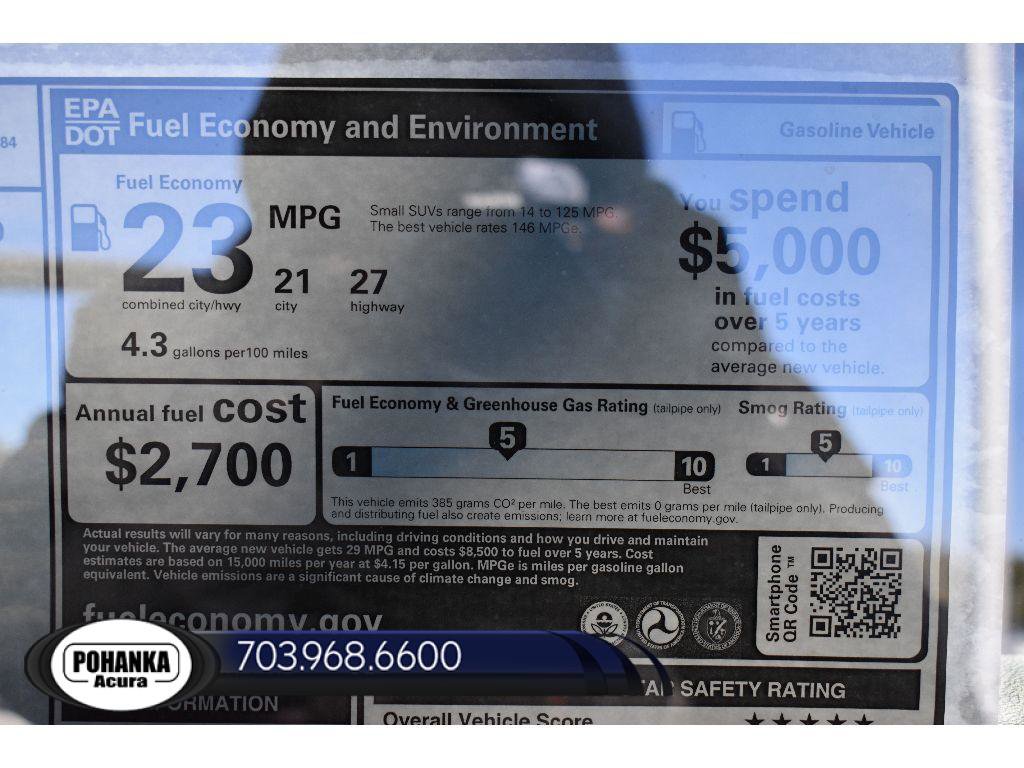 84
EPA
DOT
Fuel Economy and Environment
Gasoline Vehicle
Fuel Economy
23
MPG
Small SUVs range from 14 to 125 MPG.
The best vehicle rates 146 MPGe.
You spend
$5,000
in fuel costs
over 5 years
compared to the
average new vehicle.
21
27
combined city/hwy
city
highway
4.3 gallons per100 miles
Annual fuel cost
$2,700
Fuel Economy & Greenhouse Gas Rating (tailpipe only)
Smog Rating (tailpipe only)
5
1
10
Best
5
1
10
Best
This vehicle emits 385 grams CO² per mile. The best emits 0 grams per mile (tailpipe only). Producing
and distributing fuel also create emissions; learn more at fueleconomy.gov.
Actual results will vary for many reasons, including driving conditions and how you drive and maintain
your vehicle. The average new vehicle gets 29 MPG and costs $8,500 to fuel over 5 years. Cost
estimates are based on 15,000 miles per year at $4.15 per gallon. MPGe is miles per gasoline gallon
equivalent. Vehicle emissions are a significant cause of climate change and smog.
fueleconomy.gov
Smartphone
QR Code ™
POHANKA
Acura
703.968.6600
SAFETY RATING
RMATION
Overall Vehicle Score
★★★★★